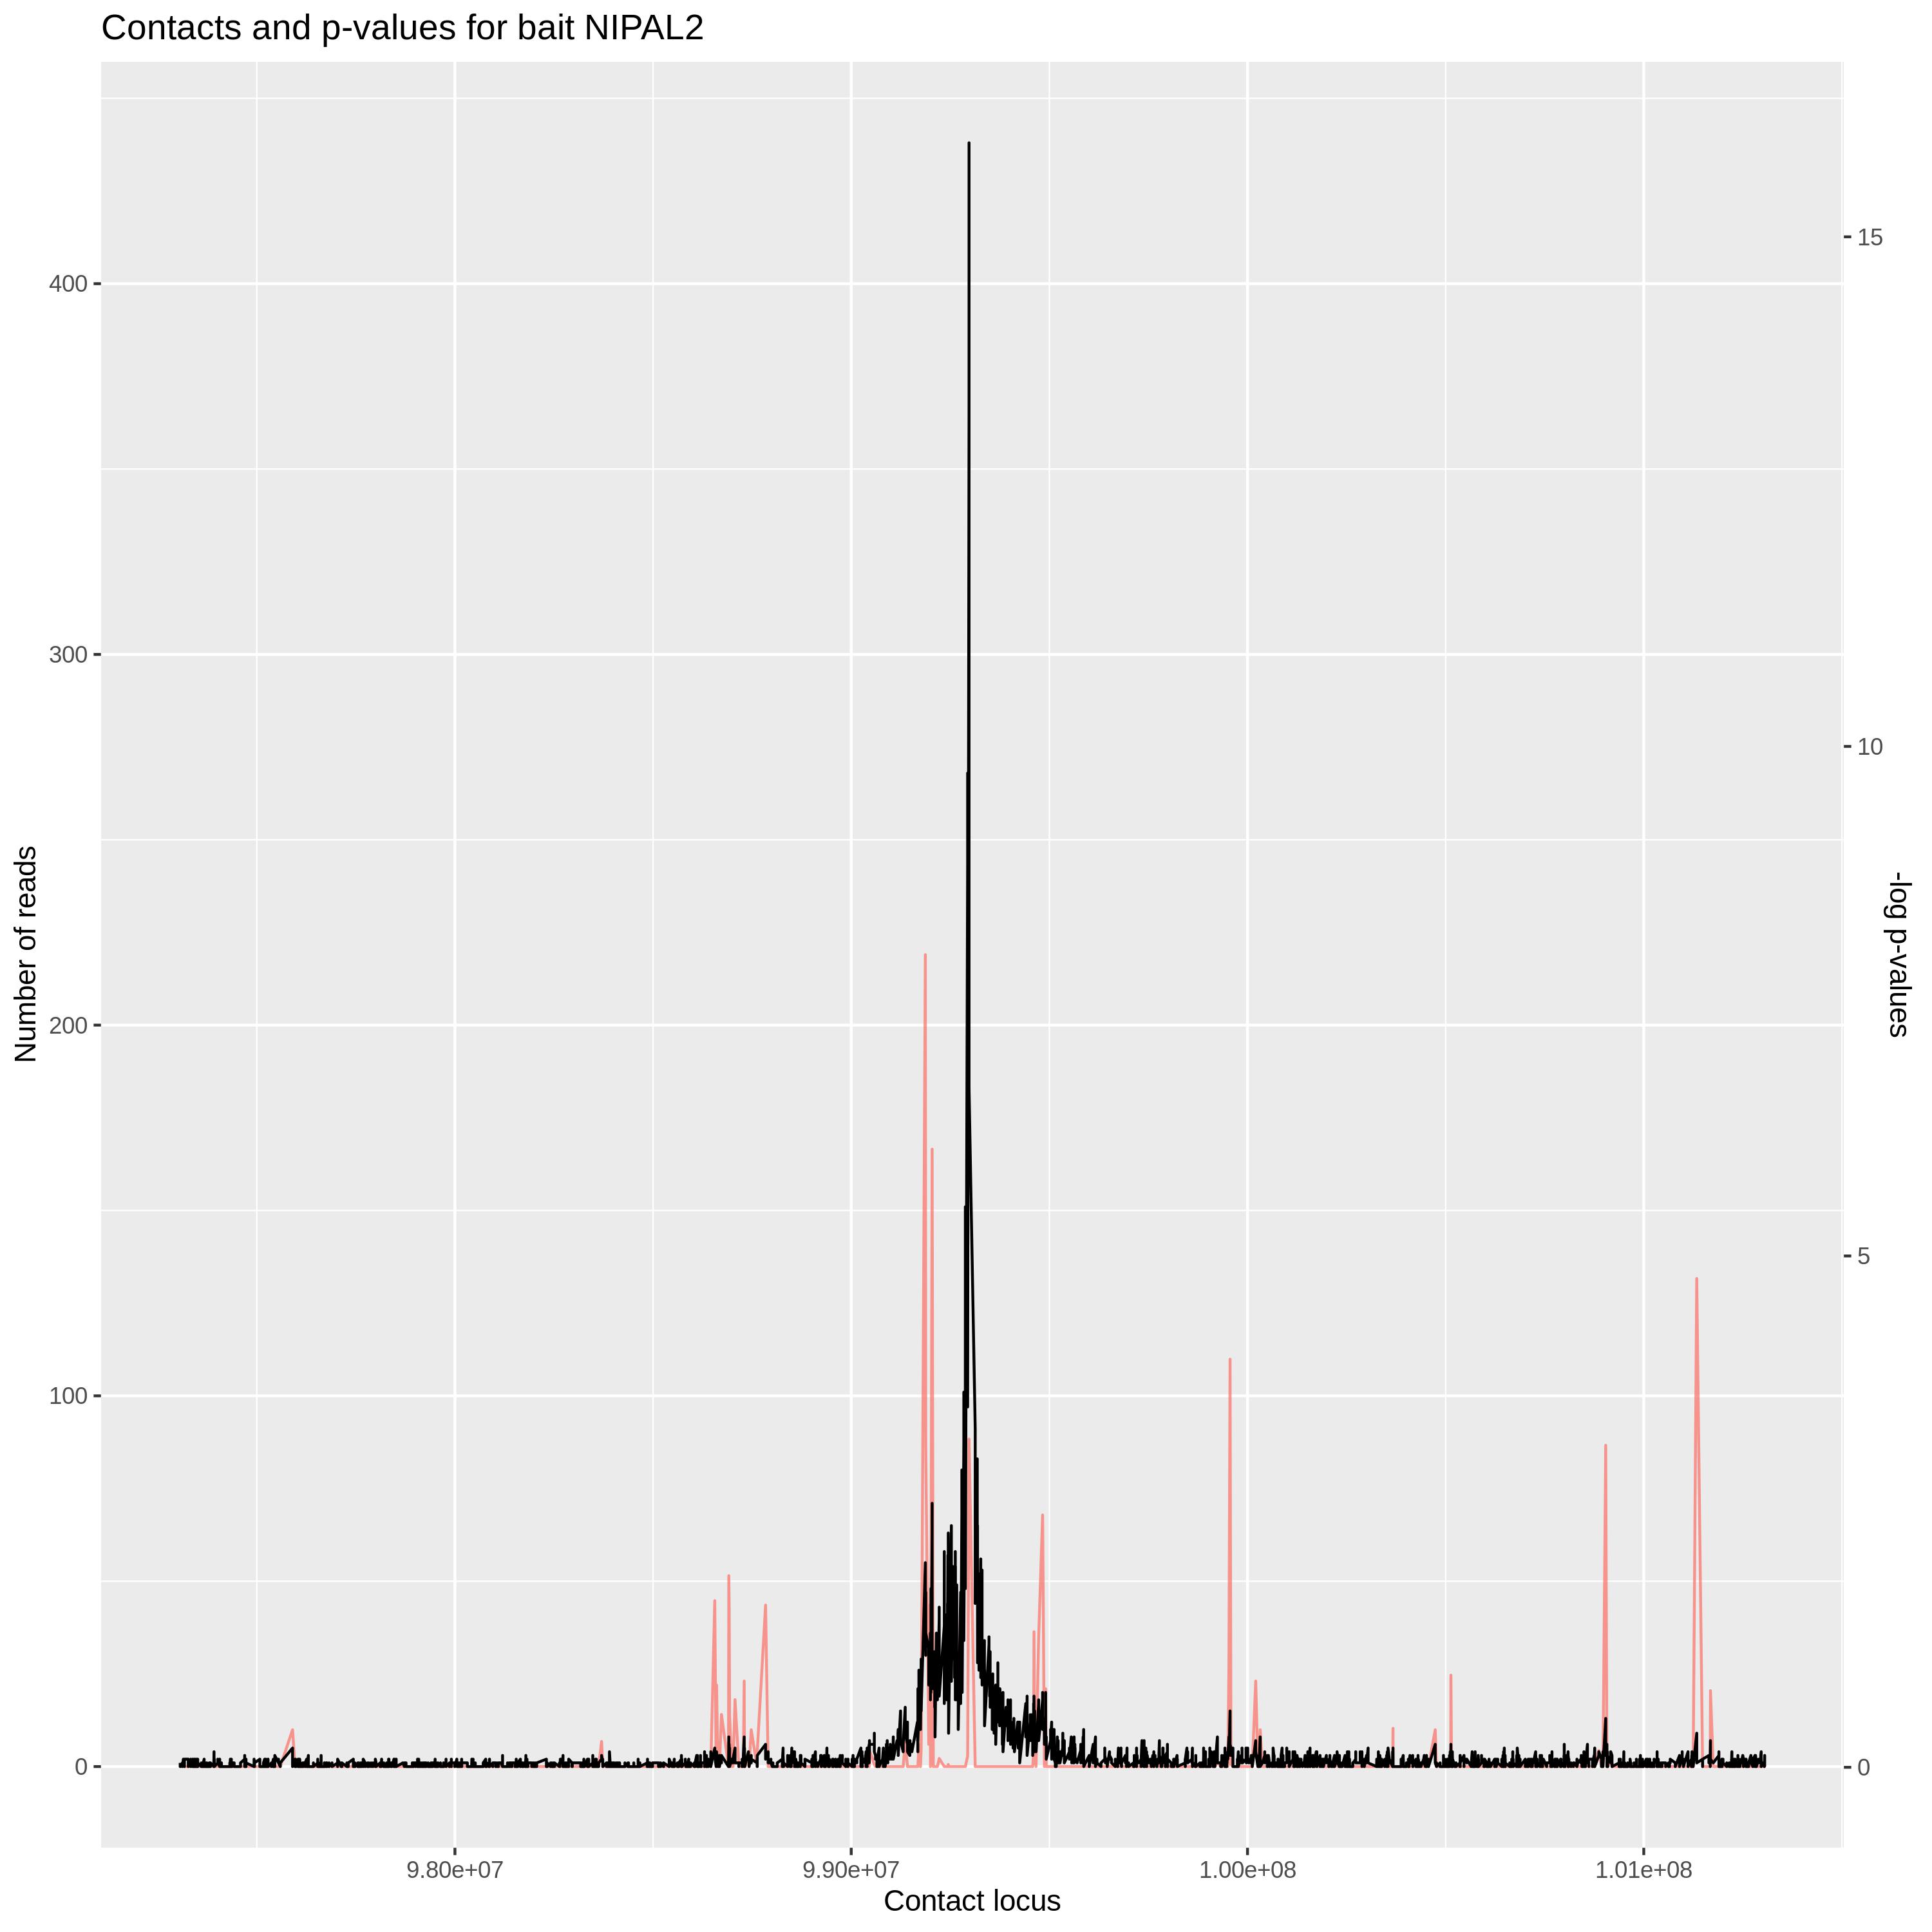 Contacts and p-values for bait NIPAL2
Number of reads
400
300
200
100
0
15
10
5
0
-log p-values
9.80e+07
9.90e+07
1.00e+08
1.01e+08
Contact locus